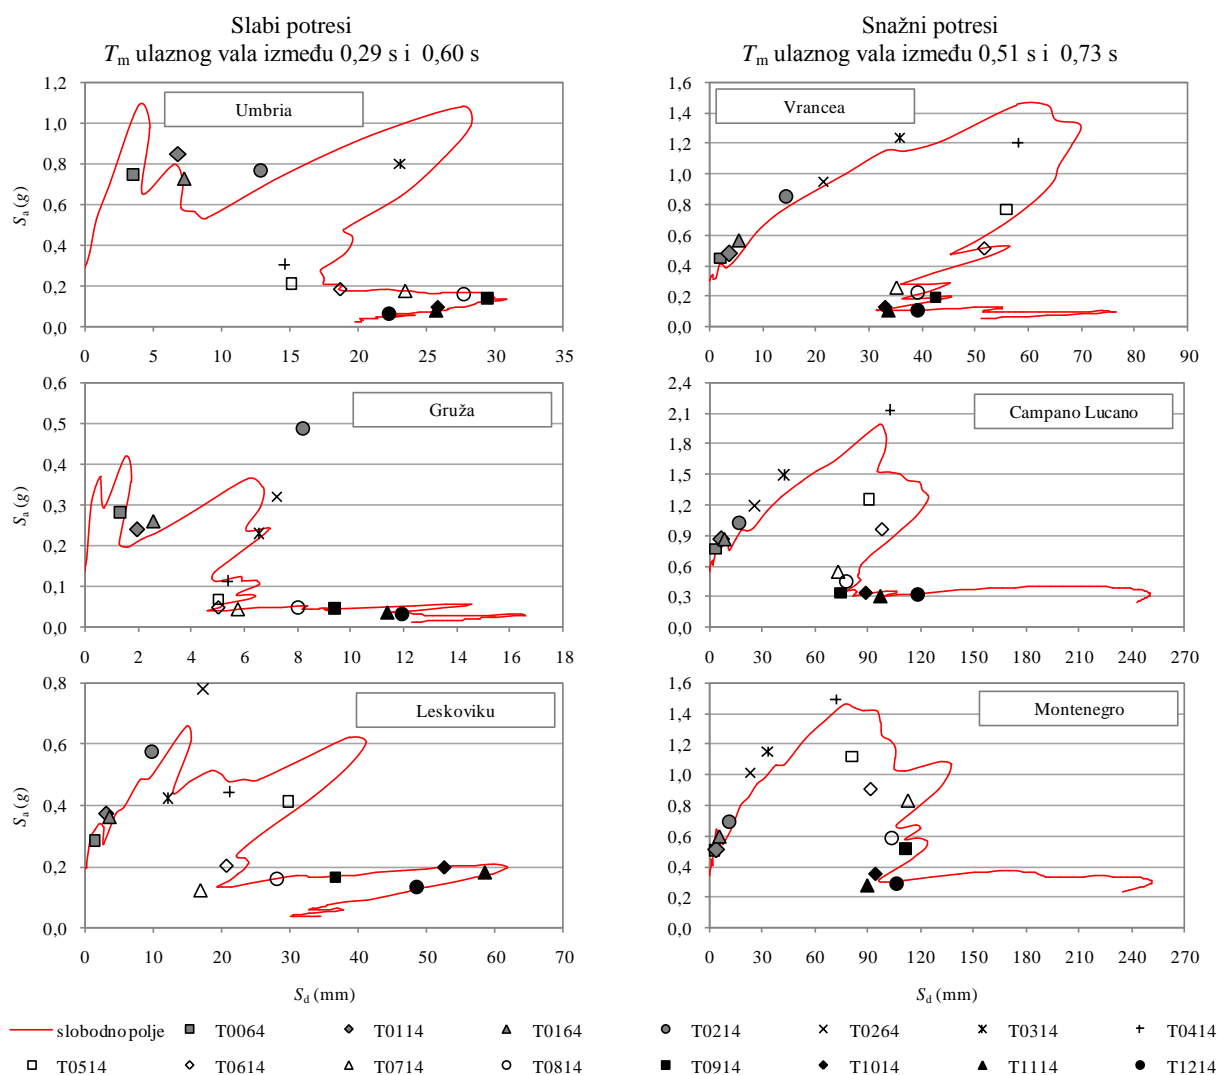 Slabi potresi
Tm ulaznog vala između 0,29 s i 0,60 s
Snažni potresi
Tm ulaznog vala između 0,51 s i 0,73 s
Umbria
Sa (g)
1,2
1,0
0,8
0,6
0,4
0,2
0,0
0 5 10 15 20 25 30 35
Vrancea
1,6
1,4
1,2
1,0
0,8
0,6
0,4
0,2
0,0
0 10 20 30 40 50 60 70 80 90
Gruža
Sa (g)
0,6
0,5
0,4
0,3
0,2
0,1
0,0
0 2 4 6 8 10 12 14 16 18
Campano Lucano
2,4
2,1
1,8
1,5
1,2
0,9
0,6
0,3
0,0
0 30 60 90 120 150 180 210 240 270
Leskoviku
Sa (g)
0,8
0,6
0,4
0,2
0,0
0 10 20 30 40 50 60 70
Sd (mm)
Montenegro
1,6
1,4
1,2
1,0
0,8
0,6
0,4
0,2
0,0
0 30 60 90 120 150 180 210 240 270
Sd (mm)
slobodno polje T0064 T0114 T0164 T0214 T0264 T0314 T0414
T0514 T0614 T0714 T0814 T0914 T1014 T1114 T1214